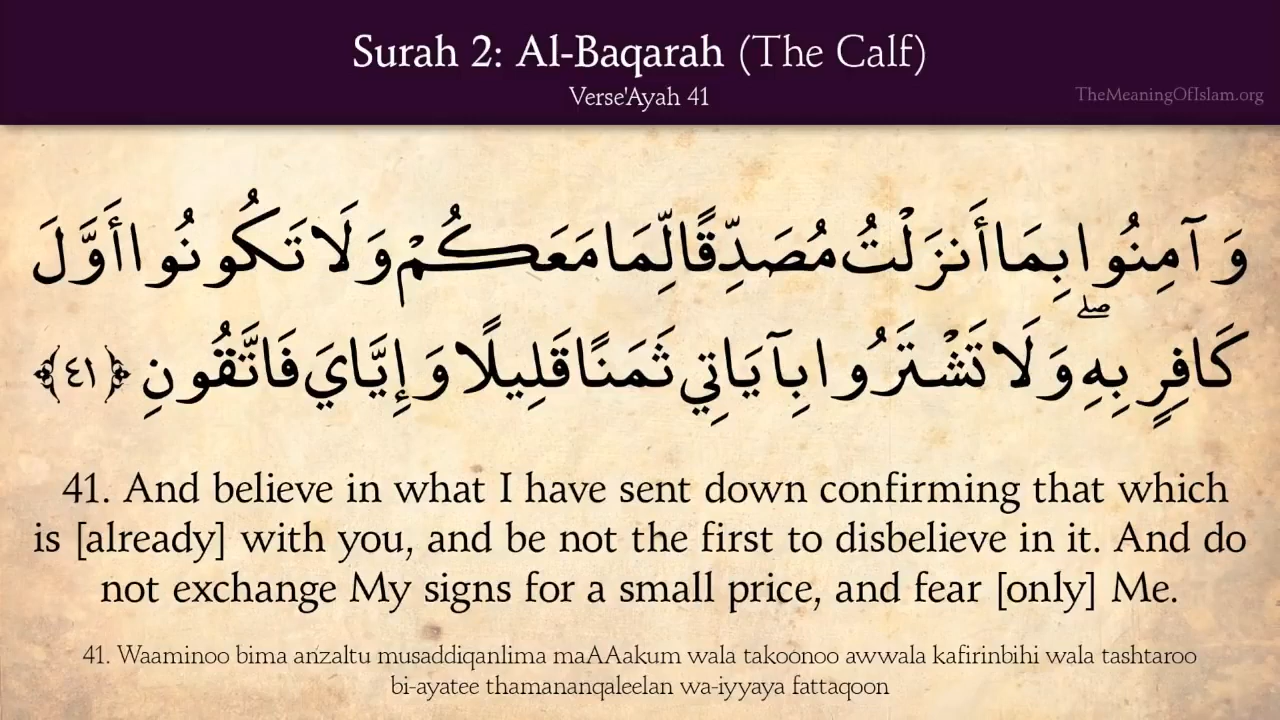 Surah 2: Al-Baqarah (The Calf)
Verse'Ayah 41
TheMeaningOfIslam.org
وَآمِنُوا بِمَا أَنزَلْتُ مُصَدِّقًا لِّمَا مَعَكُمْ وَلَا تَكُونُوا أَوَّلَ
كَافِرٍ بِهِ ۖ وَلَا تَشْتَرُوا بِآيَاتِي ثَمَنًا قَلِيلًا وَإِيَّايَ فَاتَّقُونِ ﴿٤١﴾
41. And believe in what I have sent down confirming that which
is [already] with you, and be not the first to disbelieve in it. And do
not exchange My signs for a small price, and fear [only] Me.
41. Waaminoo bima anzaltu musaddiqanlima maAAakum wala takoonoo awwala kafirinbihi wala tashtaroo
bi-ayatee thamananqaleelan wa-iyyaya fattaqoon